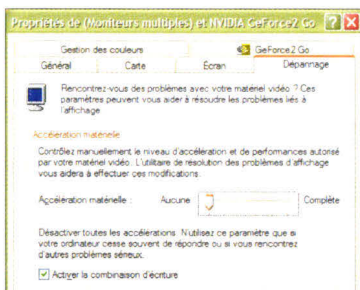 Propriétés de (Moniteurs multiples) et NVIDIA GeForce2 Go
Gestion des couleurs
GeForce2 Go
Général
Carte
Écran
Dépannage
Rencontrez-vous des problèmes avec votre matériel vidéo ? Ces
paramètres peuvent vous aider à résoudre les problèmes liés à
l'affichage
Accélération matérielle
Contrôlez manuellement le niveau d'accélération et de performances autorisé
par votre matériel vidéo. L'utilitaire de résolution des problèmes d'affichage
vous aidera à effectuer ces modifications.
Accélération matérielle :
Aucune
Complète
Désactiver toutes les accélérations. N'utilisez ce paramètre que si
votre ordinateur cesse souvent de répondre ou si vous rencontrez
d'autres problèmes sérieux.
Activer la combinaison d'écriture